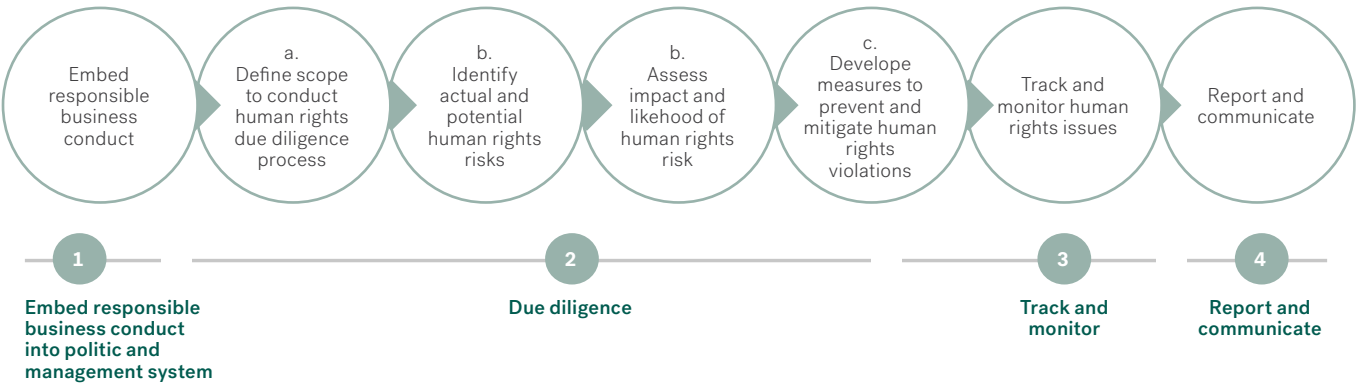 Embed
responsible
business
conduct
a.
Define scope
to conduct
human rights
due diligence
process
b.
Identify
actual and
potential
human rights
risks
b.
Assess
impact and
likehood of
human rights
risk
c.
Develope
measures to
prevent and
mitigate human
rights
violations
Track and
monitor human
rights issues
Report and
communicate
1
Embed responsible
business conduct
into politic and
management system
2
Due diligence
3
Track and
monitor
4
Report and
communicate